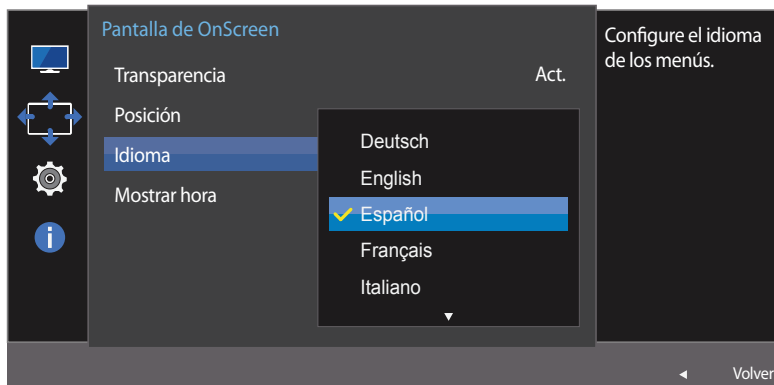 Pantalla de OnScreen
Transparencia Act.
Posición
Idioma
Mostrar hora
Deutsch
English
Español
Français
Italiano
Configure el idioma
de los menús.
Volver